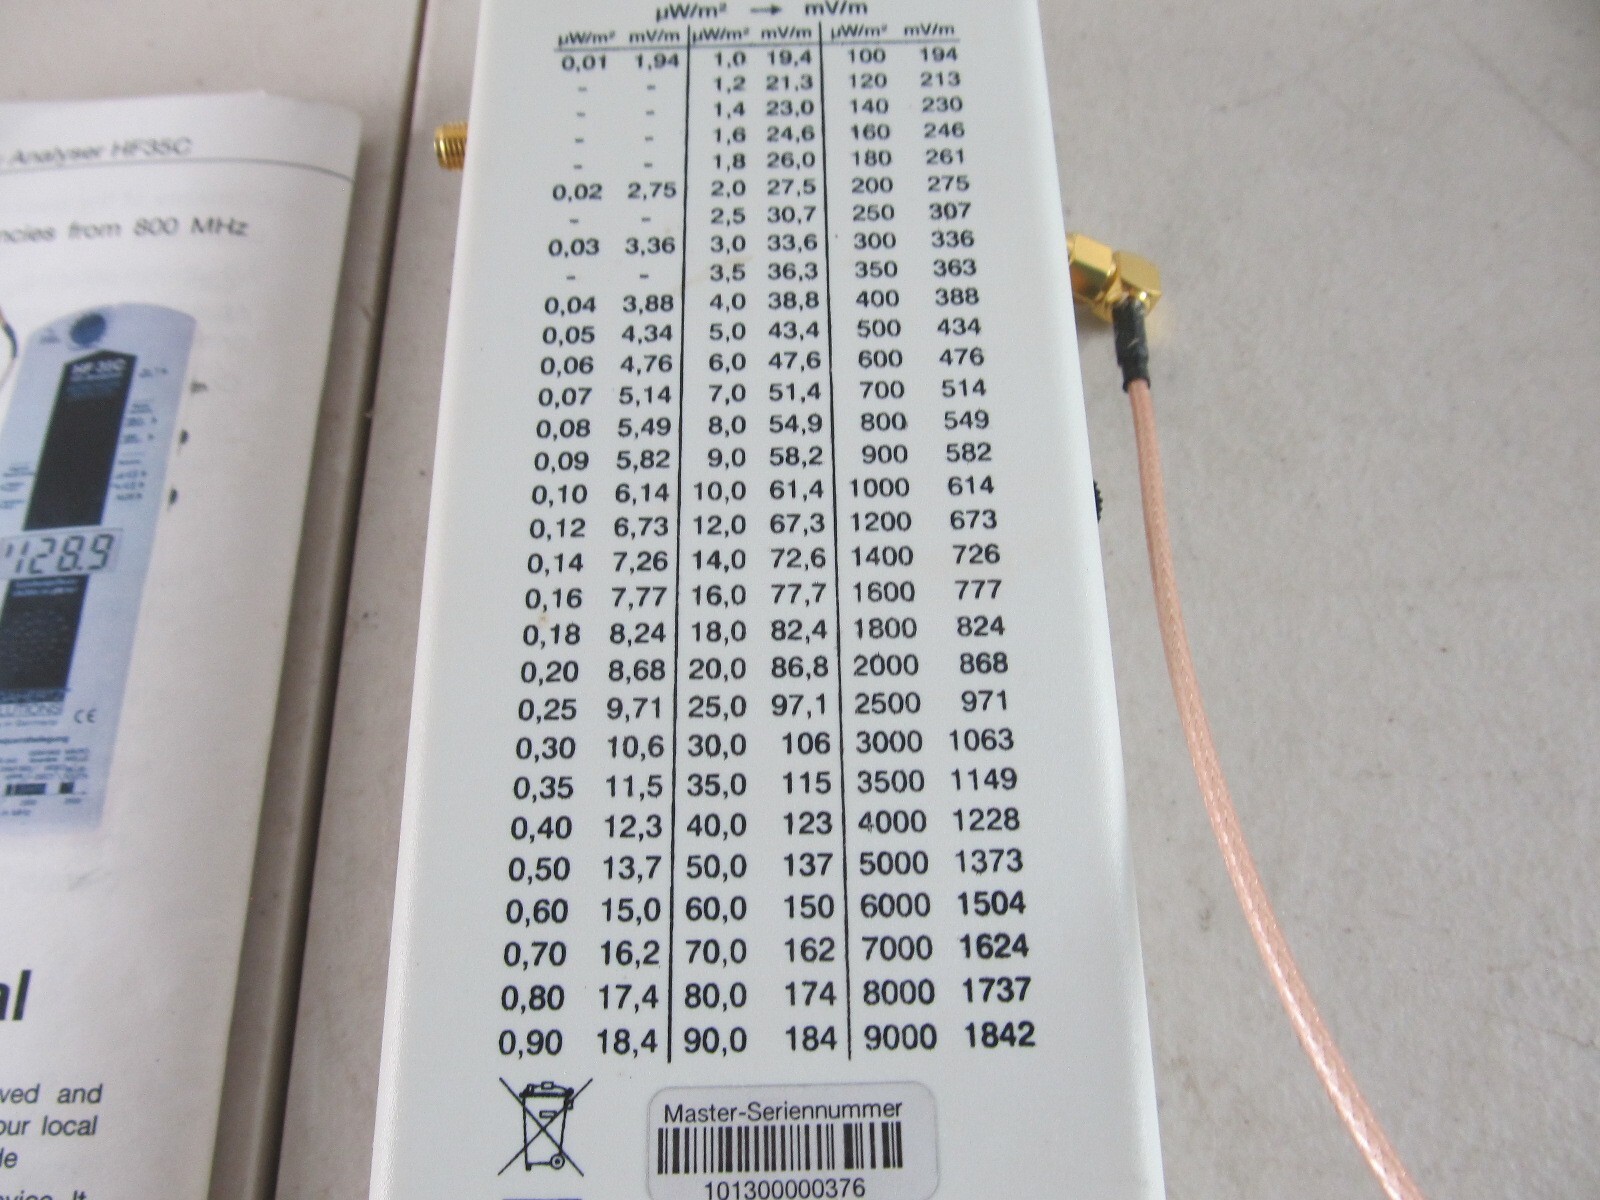 µW/m² → mV/m
µW/m² mV/m µW/m² mV/m µW/m² mV/m
0,01 1,94 1,0 19,4 100 194
- - 1,2 21,3 120 213
- - 1,4 23,0 140 230
- - 1,6 24,6 160 246
- - 1,8 26,0 180 261
0,02 2,75 2,0 27,5 200 275
- - 2,5 30,7 250 307
0,03 3,36 3,0 33,6 300 336
- - 3,5 36,3 350 363
0,04 3,88 4,0 38,8 400 388
0,05 4,34 5,0 43,4 500 434
0,06 4,76 6,0 47,6 600 476
0,07 5,14 7,0 51,4 700 514
0,08 5,49 8,0 54,9 800 549
0,09 5,82 9,0 58,2 900 582
0,10 6,14 10,0 61,4 1000 614
0,12 6,73 12,0 67,3 1200 673
0,14 7,26 14,0 72,6 1400 726
0,16 7,77 16,0 77,7 1600 777
0,18 8,24 18,0 82,4 1800 824
0,20 8,68 20,0 86,8 2000 868
0,25 9,71 25,0 97,1 2500 971
0,30 10,6 30,0 106 3000 1063
0,35 11,5 35,0 115 3500 1149
0,40 12,3 40,0 123 4000 1228
0,50 13,7 50,0 137 5000 1373
0,60 15,0 60,0 150 6000 1504
0,70 16,2 70,0 162 7000 1624
0,80 17,4 80,0 174 8000 1737
0,90 18,4 90,0 184 9000 1842
Master-Seriennummer
101300000376
Analyser HF35C
ncies from 800 MHz
HF 35C
128.9
LUTIONS
CE
al
ved and
our local
de
It